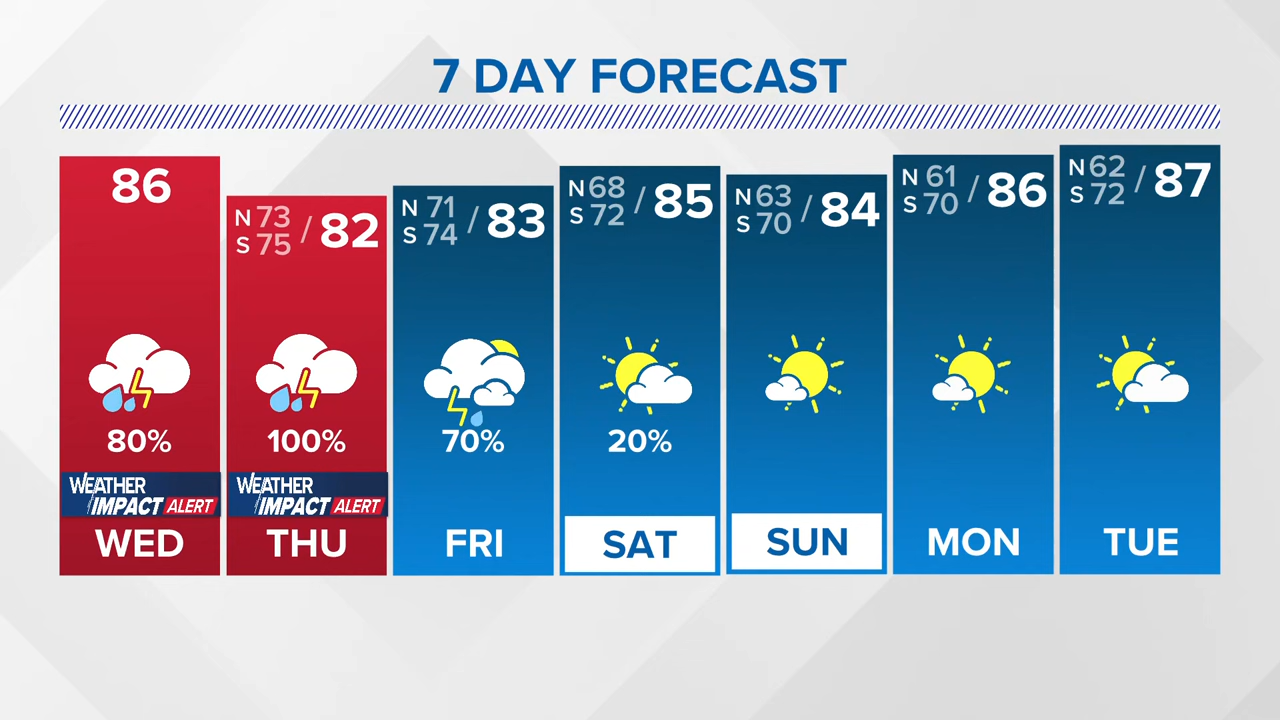 7 DAY FORECAST
86
80%
WEATHER
IMPACT ALERT
WED
N 73
S 75 / 82
100%
WEATHER
IMPACT ALERT
THU
N 71
S 74 / 83
70%
FRI
N 68
S 72 / 85
20%
SAT
N 63
S 70 / 84
SUN
N 61
S 70 / 86
MON
N 62
S 72 / 87
TUE